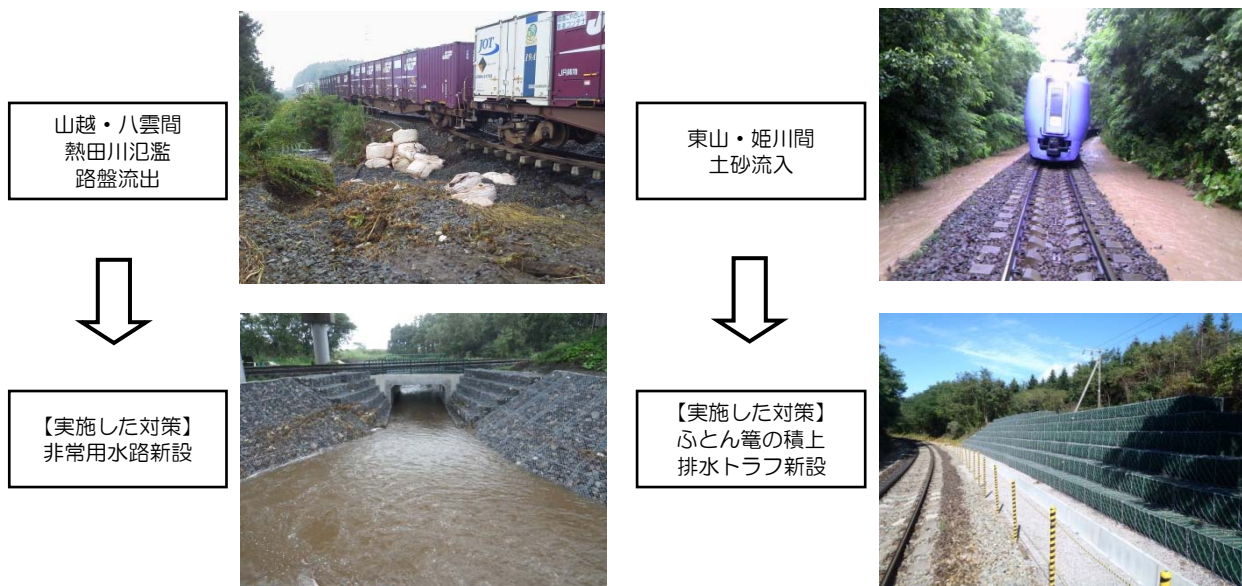 山越・八雲間
熱田川氾濫
路盤流出
JOT
19A
東山・姫川間
土砂流入
【実施した対策】
非常用水路新設
【実施した対策】
ふとん篭の積上
排水トラフ新設